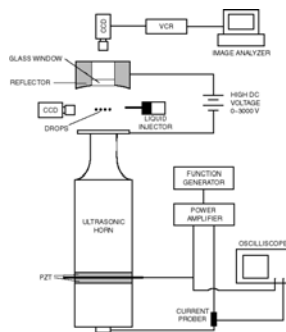 CCD
VCR
IMAGE ANALYZER
GLASS WINDOW
REFLECTOR
CCD
DROPS
LIQUID
INJECTOR
HIGH DC
VOLTAGE
0~3000 V
FUNCTION
GENERATOR
POWER
AMPLIFIER
ULTRASONIC
HORN
OSCILLISCOPE
PZT
CURRENT
PROBER